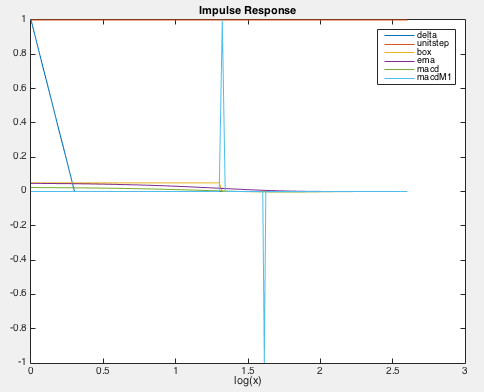 Impulse Response
1
0.8
0.6
0.4
0.2
0
-0.2
-0.4
-0.6
-0.8
-1
delta
unitstep
box
ema
macd
macdM1
0
0.5
1
1.5
2
2.5
3
log(x)